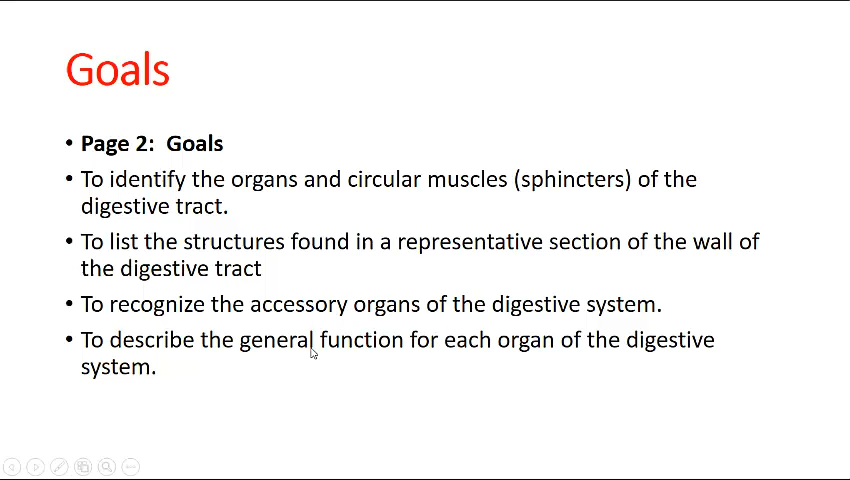 Goals
• Page 2:  Goals
• To identify the organs and circular muscles (sphincters) of the
digestive tract.
• To list the structures found in a representative section of the wall of
the digestive tract
• To recognize the accessory organs of the digestive system.
• To describe the general function for each organ of the digestive
system.